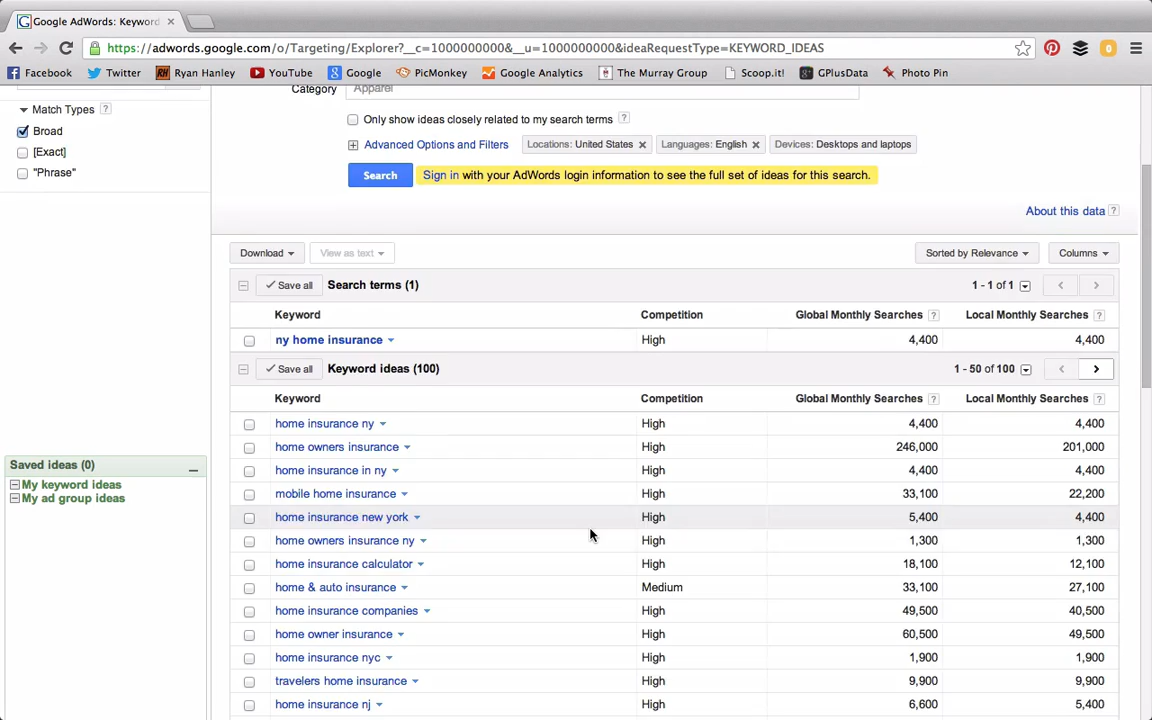 Google AdWords: Keyword
https://adwords.google.com/o/Targeting/Explorer?__c=1000000000&__u=1000000000&ideaRequestType=KEYWORD_IDEAS
Facebook Twitter RH Ryan Hanley YouTube Google PicMonkey Google Analytics The Murray Group Scoop.it! GPlusData Photo Pin
Category Apparel
Match Types ?
Broad
[Exact]
"Phrase"
Only show ideas closely related to my search terms ?
Advanced Options and Filters Locations: United States × Languages: English × Devices: Desktops and laptops
Search Sign in with your AdWords login information to see the full set of ideas for this search.
About this data ?
Download View as text Sorted by Relevance Columns
Save all Search terms (1) 1 - 1 of 1
Keyword Competition Global Monthly Searches ? Local Monthly Searches ?
ny home insurance High 4,400 4,400
Save all Keyword ideas (100) 1 - 50 of 100
Keyword Competition Global Monthly Searches ? Local Monthly Searches ?
home insurance ny High 4,400 4,400
home owners insurance High 246,000 201,000
home insurance in ny High 4,400 4,400
mobile home insurance High 33,100 22,200
home insurance new york High 5,400 4,400
home owners insurance ny High 1,300 1,300
home insurance calculator High 18,100 12,100
home & auto insurance Medium 33,100 27,100
home insurance companies High 49,500 40,500
home owner insurance High 60,500 49,500
home insurance nyc High 1,900 1,900
travelers home insurance High 9,900 9,900
home insurance nj High 6,600 5,400
Saved ideas (0)
My keyword ideas
My ad group ideas